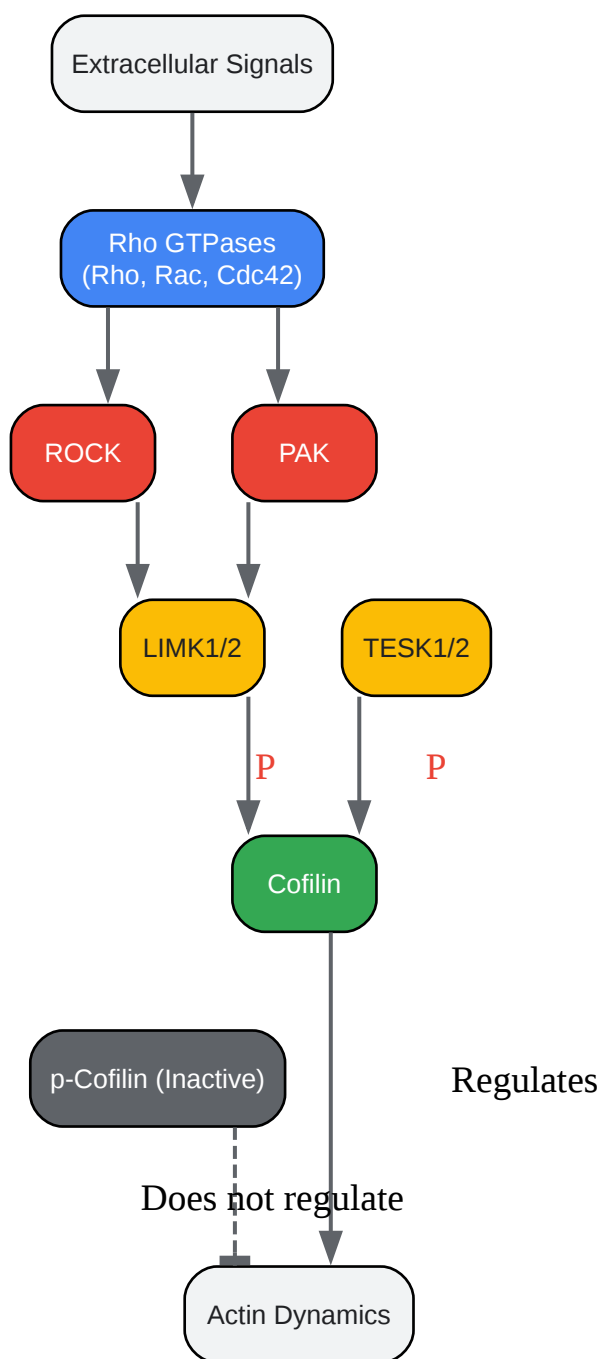 Extracellular Signals
Rho GTPases
(Rho, Rac, Cdc42)
ROCK
PAK
LIMK1/2
TESK1/2
P
P
Cofilin
p-Cofilin (Inactive)
Regulates
Does not regulate
Actin Dynamics